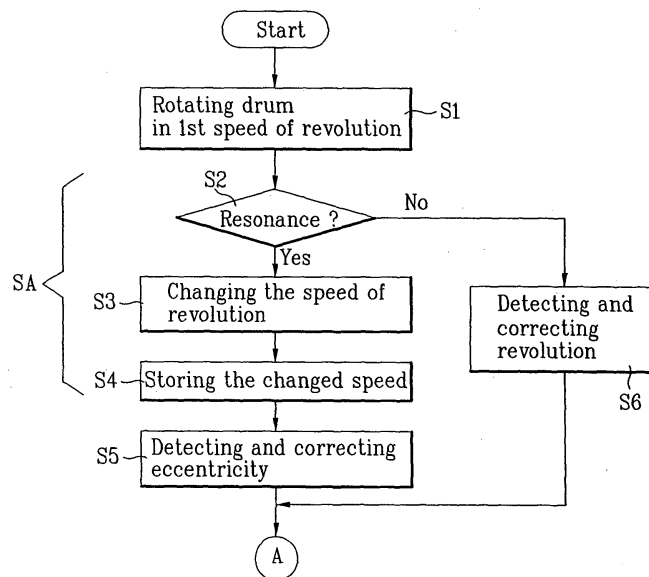 Start
Rotating drum
in 1st speed of revolution
S1
S2
Resonance ?
No
Yes
SA
S3
Changing the speed of
revolution
Detecting and
correcting
revolution
S6
S4
Storing the changed speed
S5
Detecting and correcting
eccentricity
A